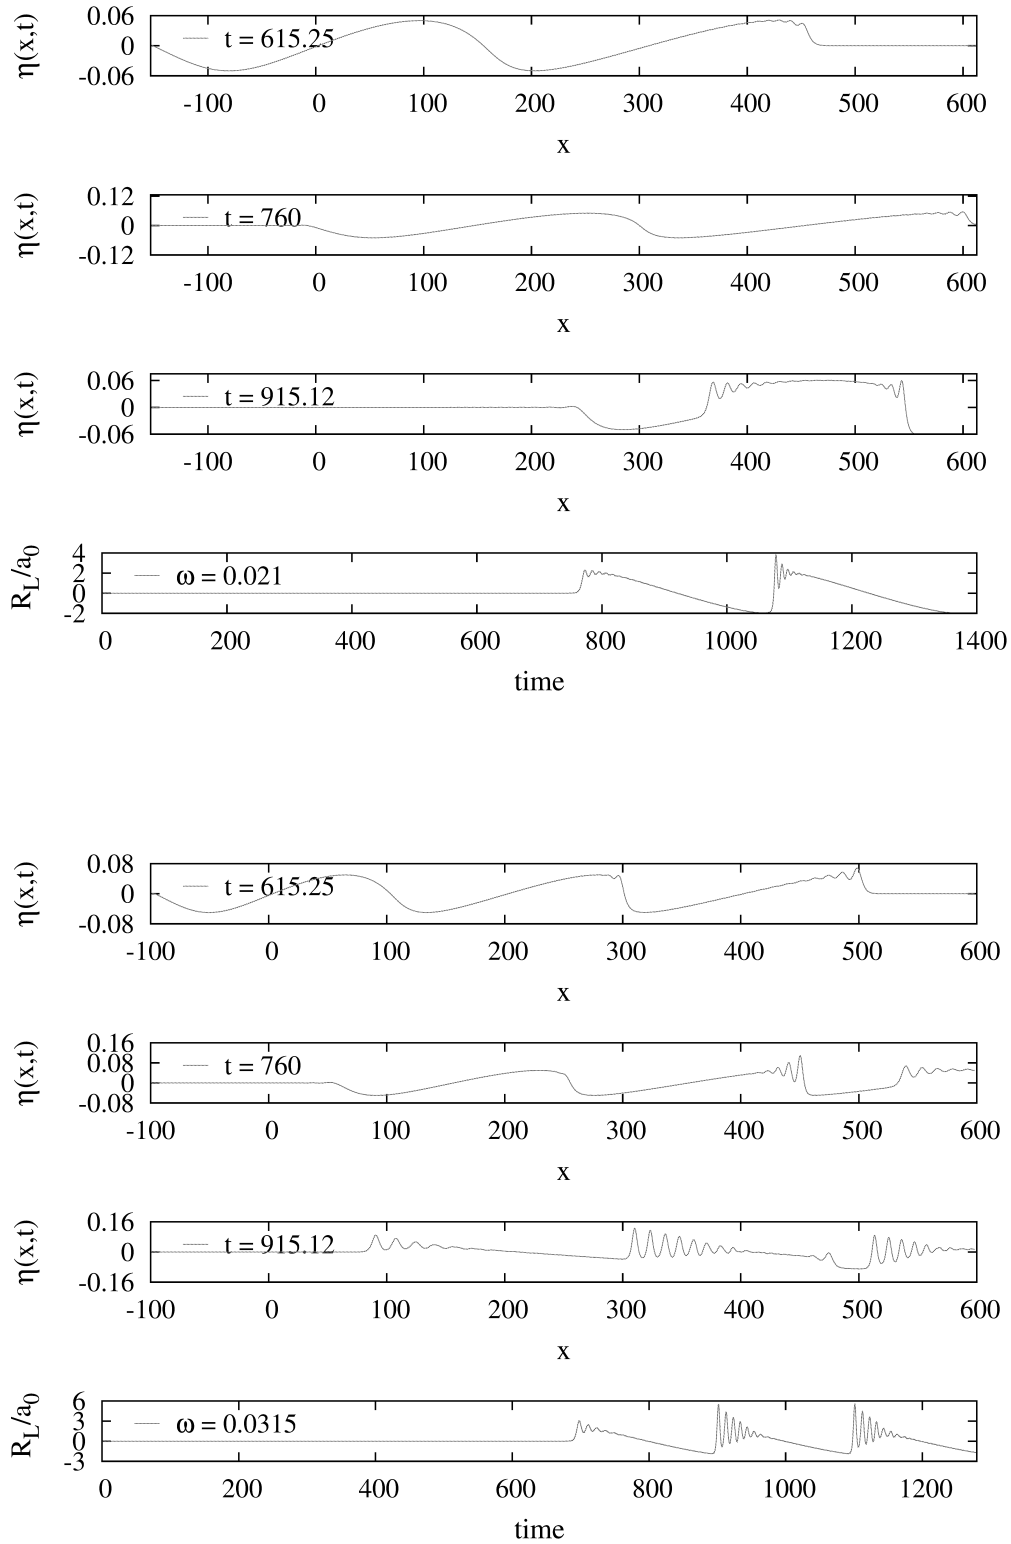 0.06
0
-0.06
η(x,t)
t = 615.25
-100 0 100 200 300 400 500 600
x
0.12
0
-0.12
η(x,t)
t = 760
-100 0 100 200 300 400 500 600
x
0.06
0
-0.06
η(x,t)
t = 915.12
-100 0 100 200 300 400 500 600
x
4
2
0
-2
R_L/a_0
ω = 0.021
0 200 400 600 800 1000 1200 1400
time
0.08
0
-0.08
η(x,t)
t = 615.25
-100 0 100 200 300 400 500 600
x
0.16
0.08
0
-0.08
η(x,t)
t = 760
-100 0 100 200 300 400 500 600
x
0.16
0
-0.16
η(x,t)
t = 915.12
-100 0 100 200 300 400 500 600
x
6
3
0
-3
R_L/a_0
ω = 0.0315
0 200 400 600 800 1000 1200
time